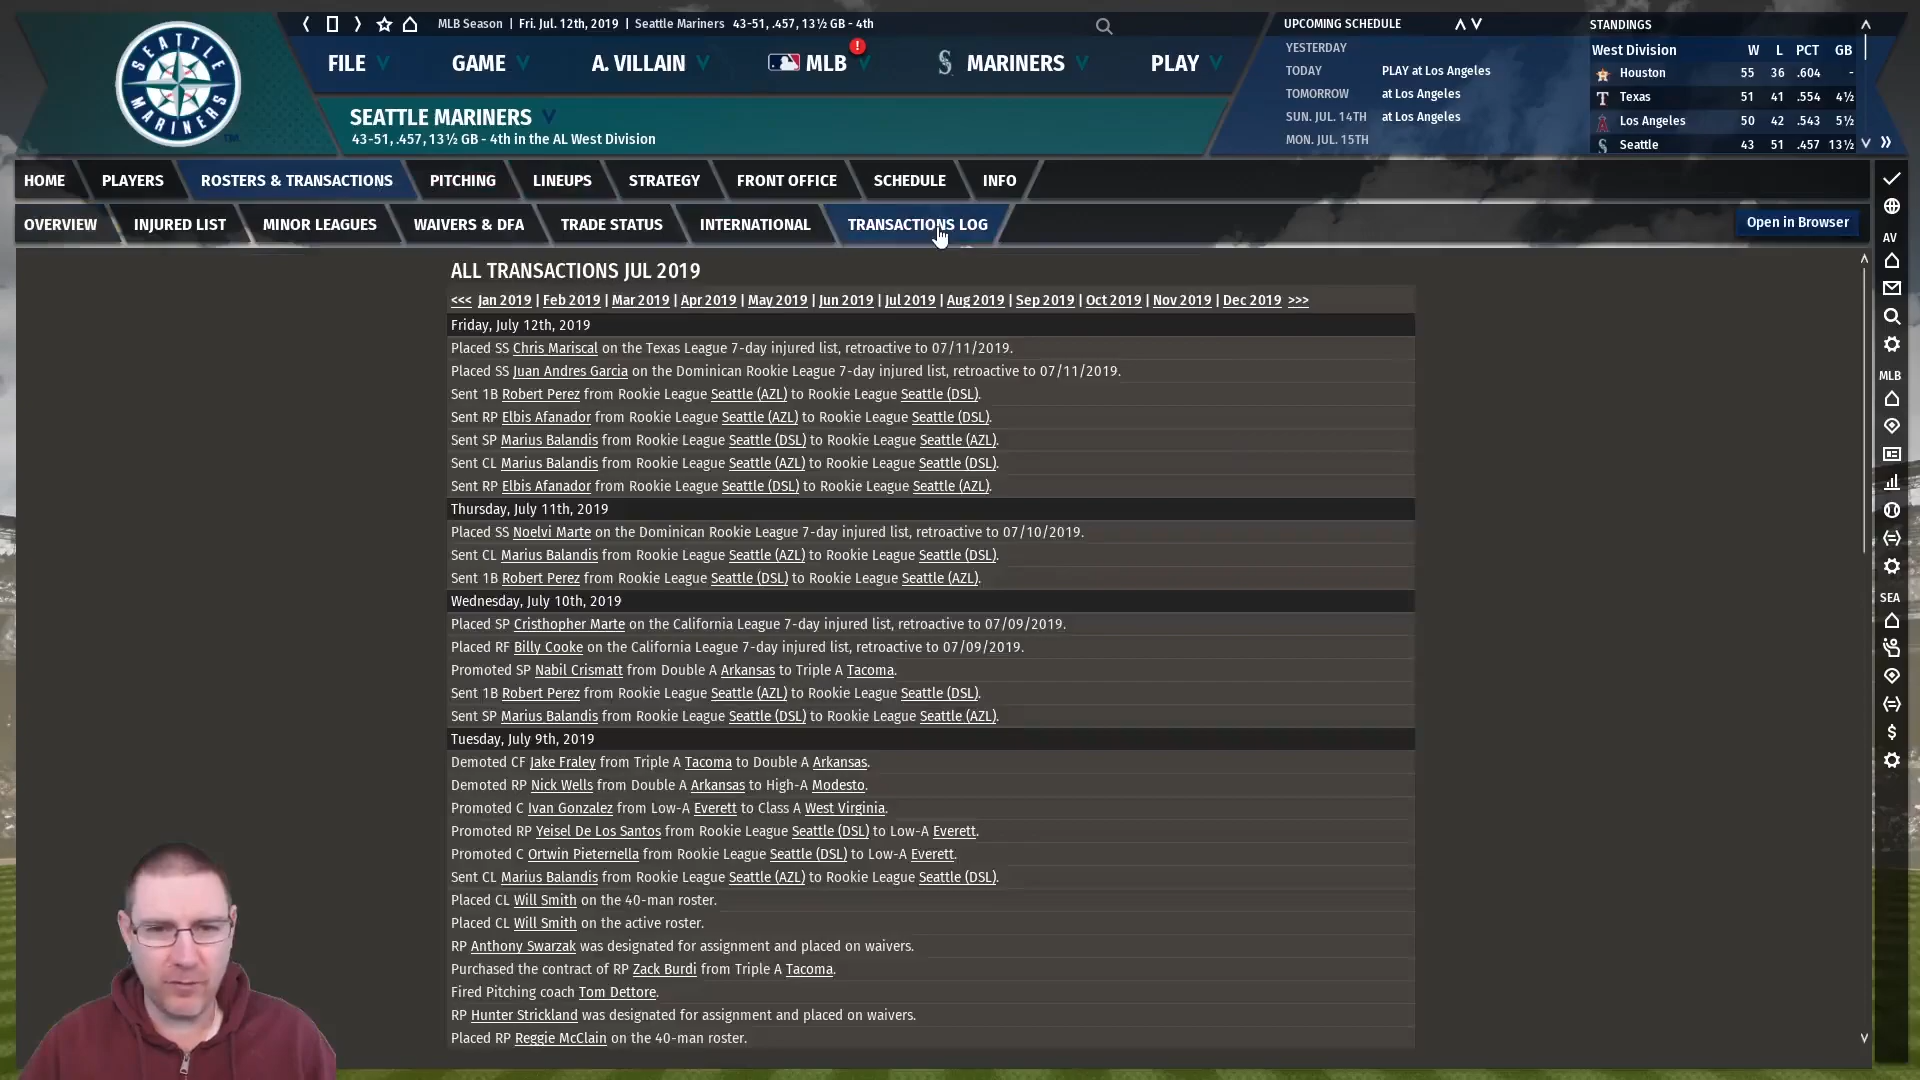 SEATTLE
MARINERS
MLB Season | Fri. Jul. 12th, 2019 | Seattle Mariners 43-51, .457, 13½ GB - 4th
FILE GAME A. VILLAIN MLB ! MARINERS PLAY
SEATTLE MARINERS
43-51, .457, 13½ GB - 4th in the AL West Division
UPCOMING SCHEDULE
YESTERDAY
TODAY PLAY at Los Angeles
TOMORROW at Los Angeles
SUN. JUL. 14TH at Los Angeles
MON. JUL. 15TH
STANDINGS
West Division W L PCT GB
Houston 55 36 .604 -
Texas 51 41 .554 4½
Los Angeles 50 42 .543 5½
Seattle 43 51 .457 13½
HOME PLAYERS ROSTERS & TRANSACTIONS PITCHING LINEUPS STRATEGY FRONT OFFICE SCHEDULE INFO
OVERVIEW INJURED LIST MINOR LEAGUES WAIVERS & DFA TRADE STATUS INTERNATIONAL TRANSACTIONS LOG Open in Browser
ALL TRANSACTIONS JUL 2019
<<< Jan 2019 | Feb 2019 | Mar 2019 | Apr 2019 | May 2019 | Jun 2019 | Jul 2019 | Aug 2019 | Sep 2019 | Oct 2019 | Nov 2019 | Dec 2019 >>>
Friday, July 12th, 2019
Placed SS Chris Mariscal on the Texas League 7-day injured list, retroactive to 07/11/2019.
Placed SS Juan Andres Garcia on the Dominican Rookie League 7-day injured list, retroactive to 07/11/2019.
Sent 1B Robert Perez from Rookie League Seattle (AZL) to Rookie League Seattle (DSL).
Sent RP Elbis Afanador from Rookie League Seattle (AZL) to Rookie League Seattle (DSL).
Sent SP Marius Balandis from Rookie League Seattle (DSL) to Rookie League Seattle (AZL).
Sent CL Marius Balandis from Rookie League Seattle (AZL) to Rookie League Seattle (DSL).
Sent RP Elbis Afanador from Rookie League Seattle (DSL) to Rookie League Seattle (AZL).
Thursday, July 11th, 2019
Placed SS Noelvi Marte on the Dominican Rookie League 7-day injured list, retroactive to 07/10/2019.
Sent CL Marius Balandis from Rookie League Seattle (AZL) to Rookie League Seattle (DSL).
Sent 1B Robert Perez from Rookie League Seattle (DSL) to Rookie League Seattle (AZL).
Wednesday, July 10th, 2019
Placed SP Cristhopher Marte on the California League 7-day injured list, retroactive to 07/09/2019.
Placed RF Billy Cooke on the California League 7-day injured list, retroactive to 07/09/2019.
Promoted SP Nabil Crismatt from Double A Arkansas to Triple A Tacoma.
Sent 1B Robert Perez from Rookie League Seattle (AZL) to Rookie League Seattle (DSL).
Sent SP Marius Balandis from Rookie League Seattle (DSL) to Rookie League Seattle (AZL).
Tuesday, July 9th, 2019
Demoted CF Jake Fraley from Triple A Tacoma to Double A Arkansas.
Demoted RP Nick Wells from Double A Arkansas to High-A Modesto.
Promoted C Ivan Gonzalez from Low-A Everett to Class A West Virginia.
Promoted RP Yeisel De Los Santos from Rookie League Seattle (DSL) to Low-A Everett.
Promoted C Ortwin Pieternella from Rookie League Seattle (DSL) to Low-A Everett.
Sent CL Marius Balandis from Rookie League Seattle (AZL) to Rookie League Seattle (DSL).
Placed CL Will Smith on the 40-man roster.
Placed CL Will Smith on the active roster.
RP Anthony Swarzak was designated for assignment and placed on waivers.
Purchased the contract of RP Zack Burdi from Triple A Tacoma.
Fired Pitching coach Tom Dettore.
RP Hunter Strickland was designated for assignment and placed on waivers.
Placed RP Reggie McClain on the 40-man roster.
AV
MLB
SEA